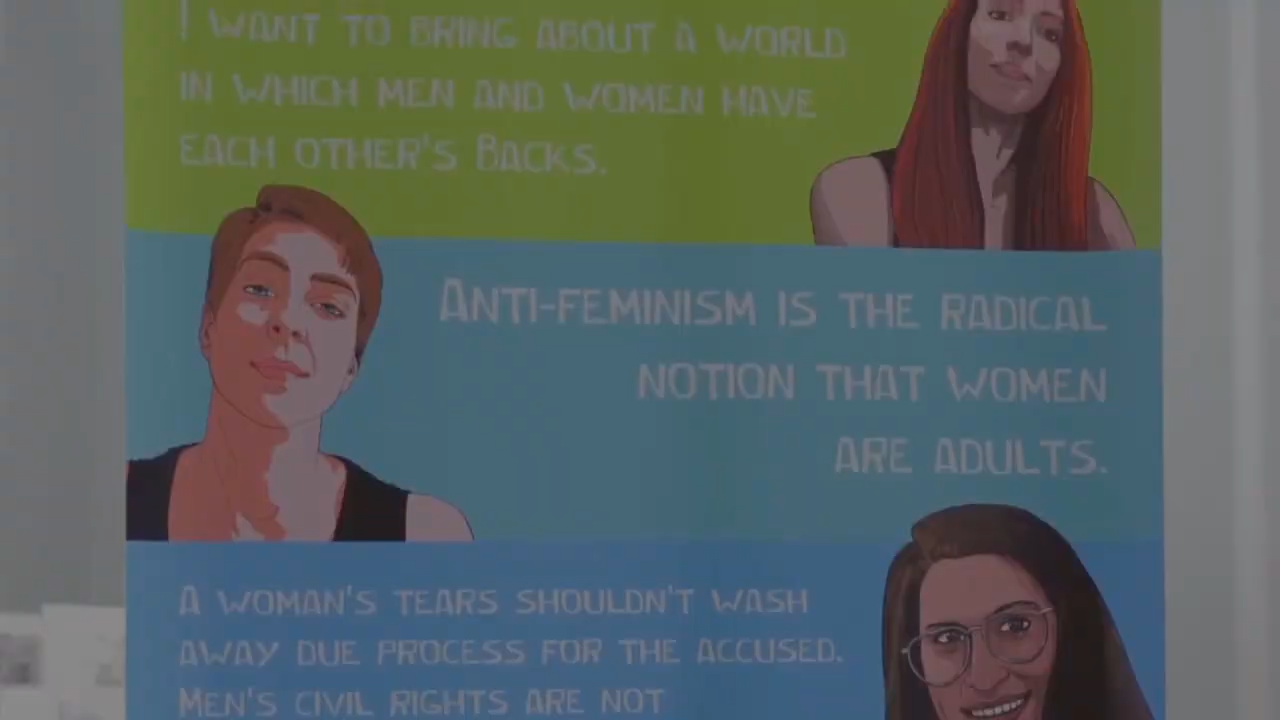 I WANT TO BRING ABOUT A WORLD
IN WHICH MEN AND WOMEN HAVE
EACH OTHER'S BACKS.
ANTI-FEMINISM IS THE RADICAL
NOTION THAT WOMEN
ARE ADULTS.
A WOMAN'S TEARS SHOULDN'T WASH
AWAY DUE PROCESS FOR THE ACCUSED.
MEN'S CIVIL RIGHTS ARE NOT